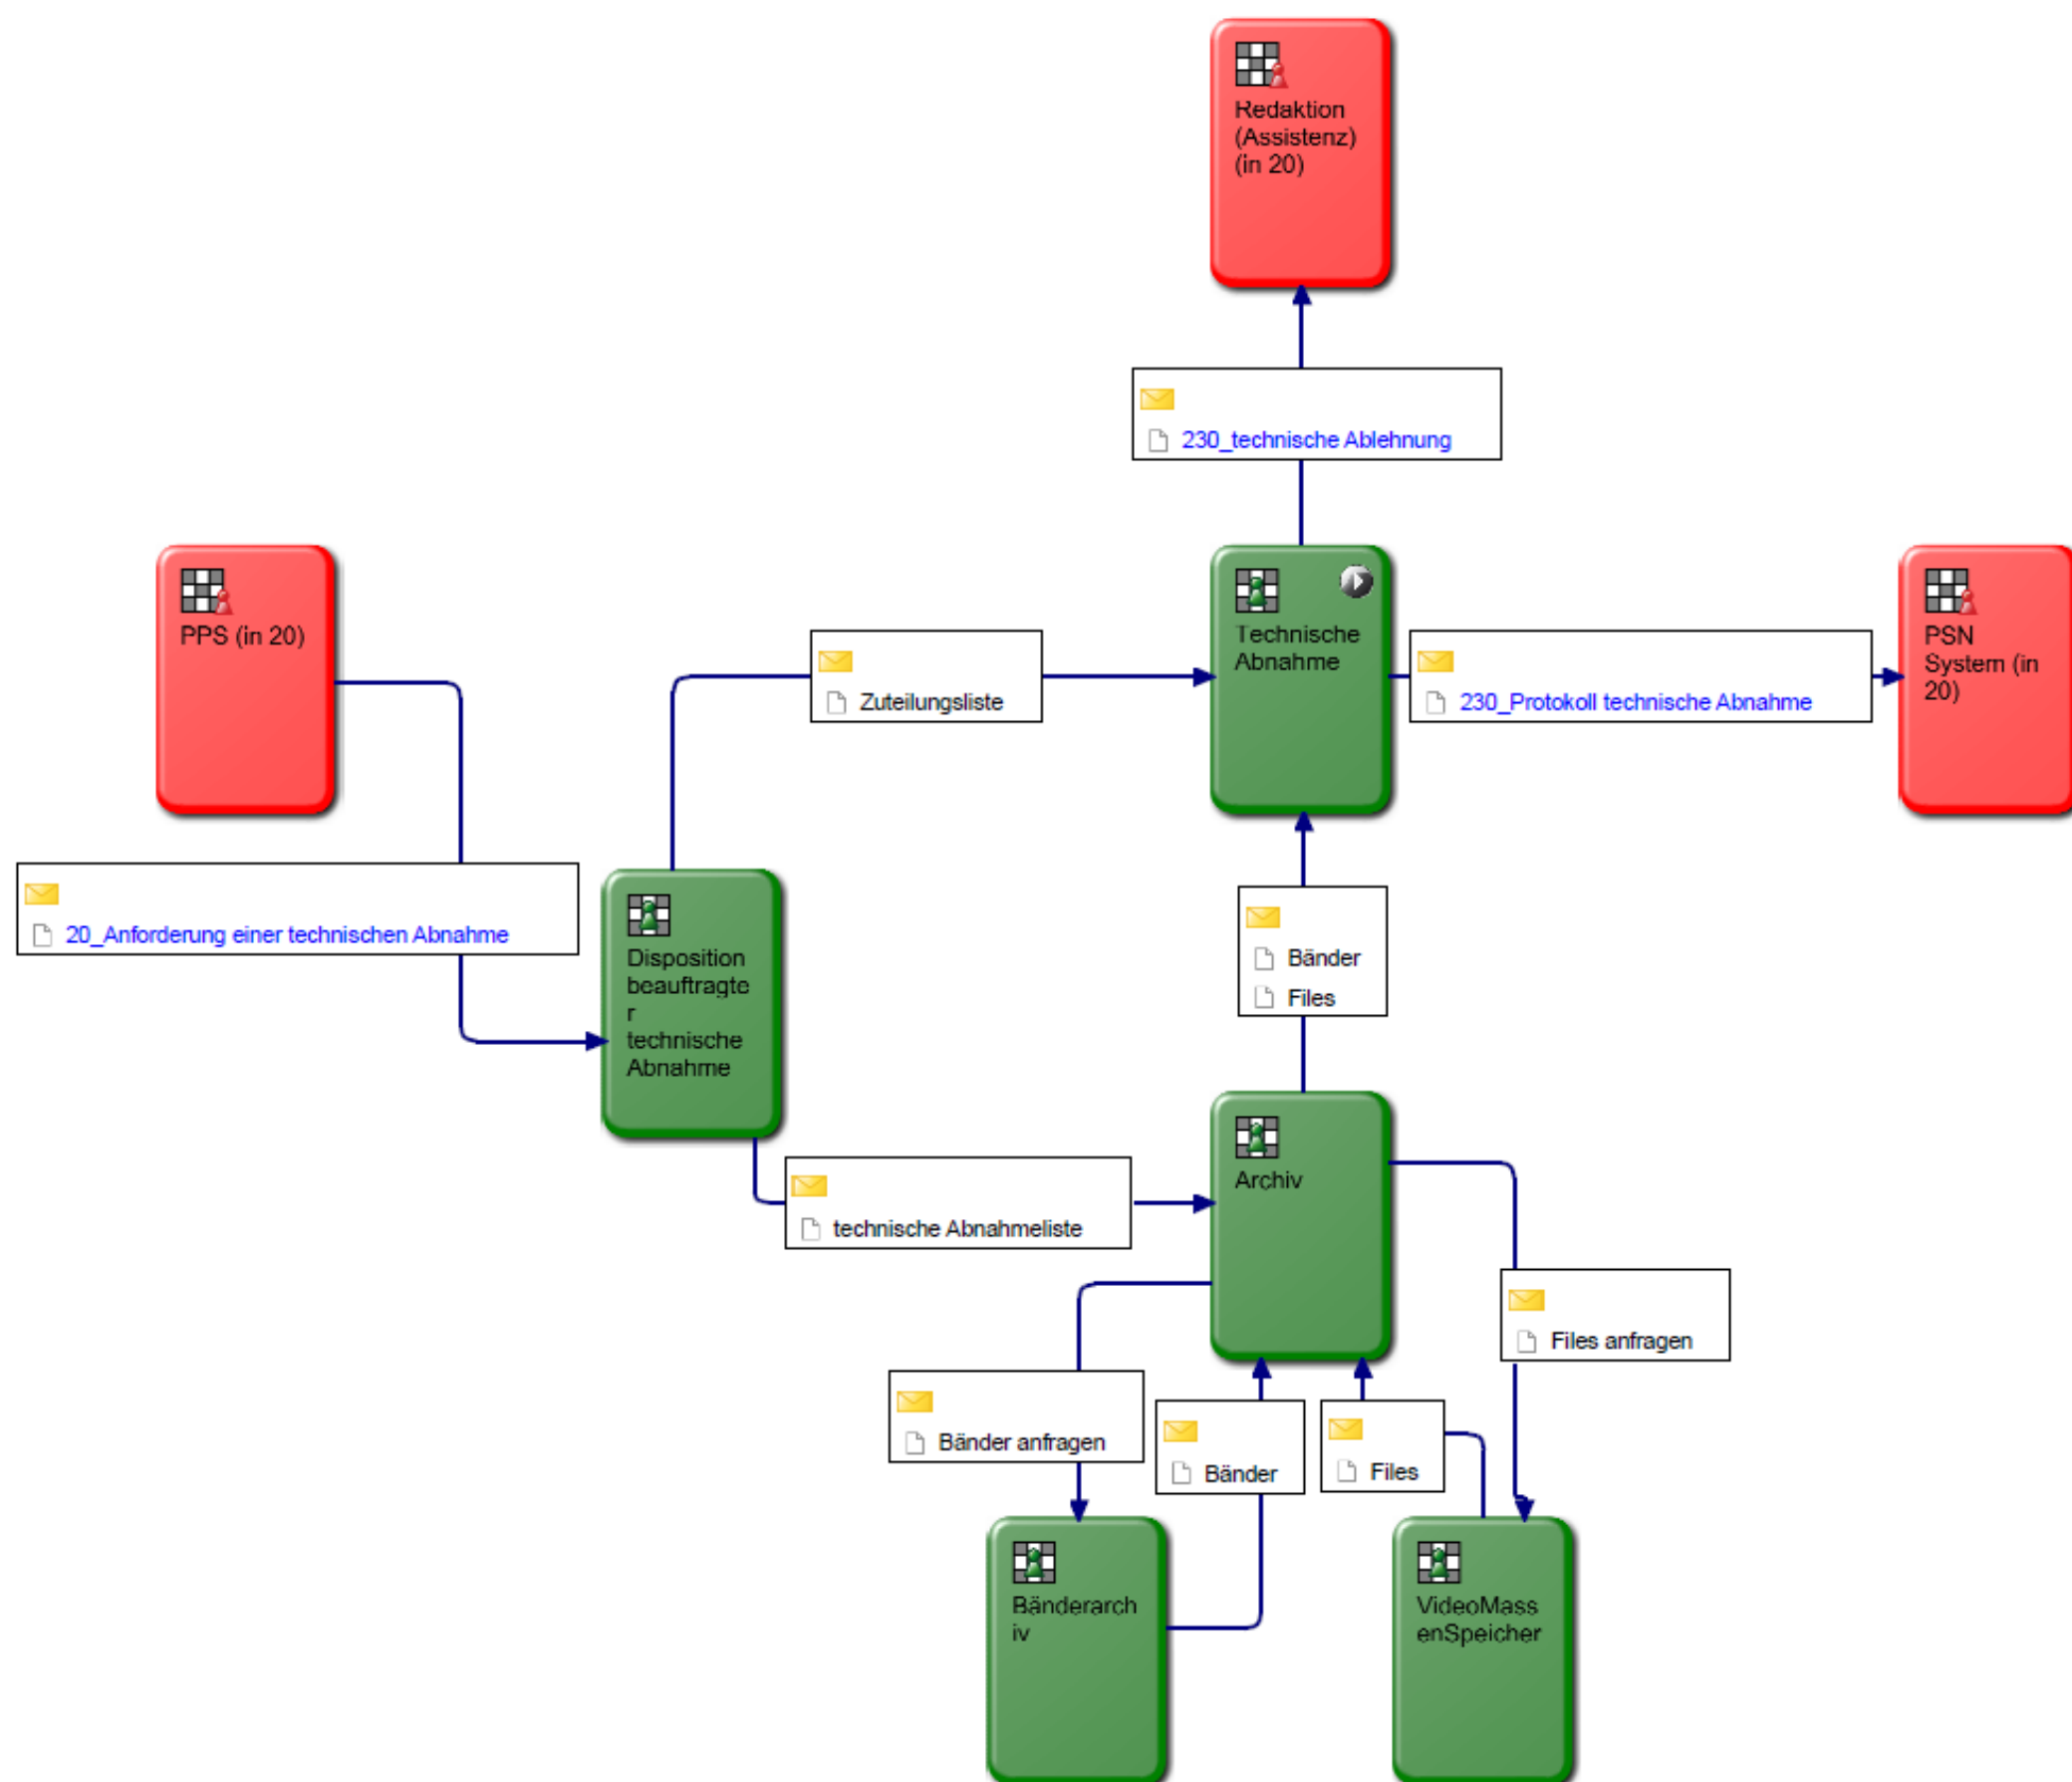 Redaktion
(Assistenz)
(in 20)
230_technische Ablehnung
PPS (in 20)
Technische
Abnahme
PSN
System (in
20)
Zuteilungsliste
230_Protokoll technische Abnahme
20_Anforderung einer technischen Abnahme
Disposition
beauftragte
r
technische
Abnahme
Bänder
Files
Archiv
technische Abnahmeliste
Files anfragen
Bänder anfragen
Bänder
Files
Bänderarch
iv
VideoMass
enSpeicher